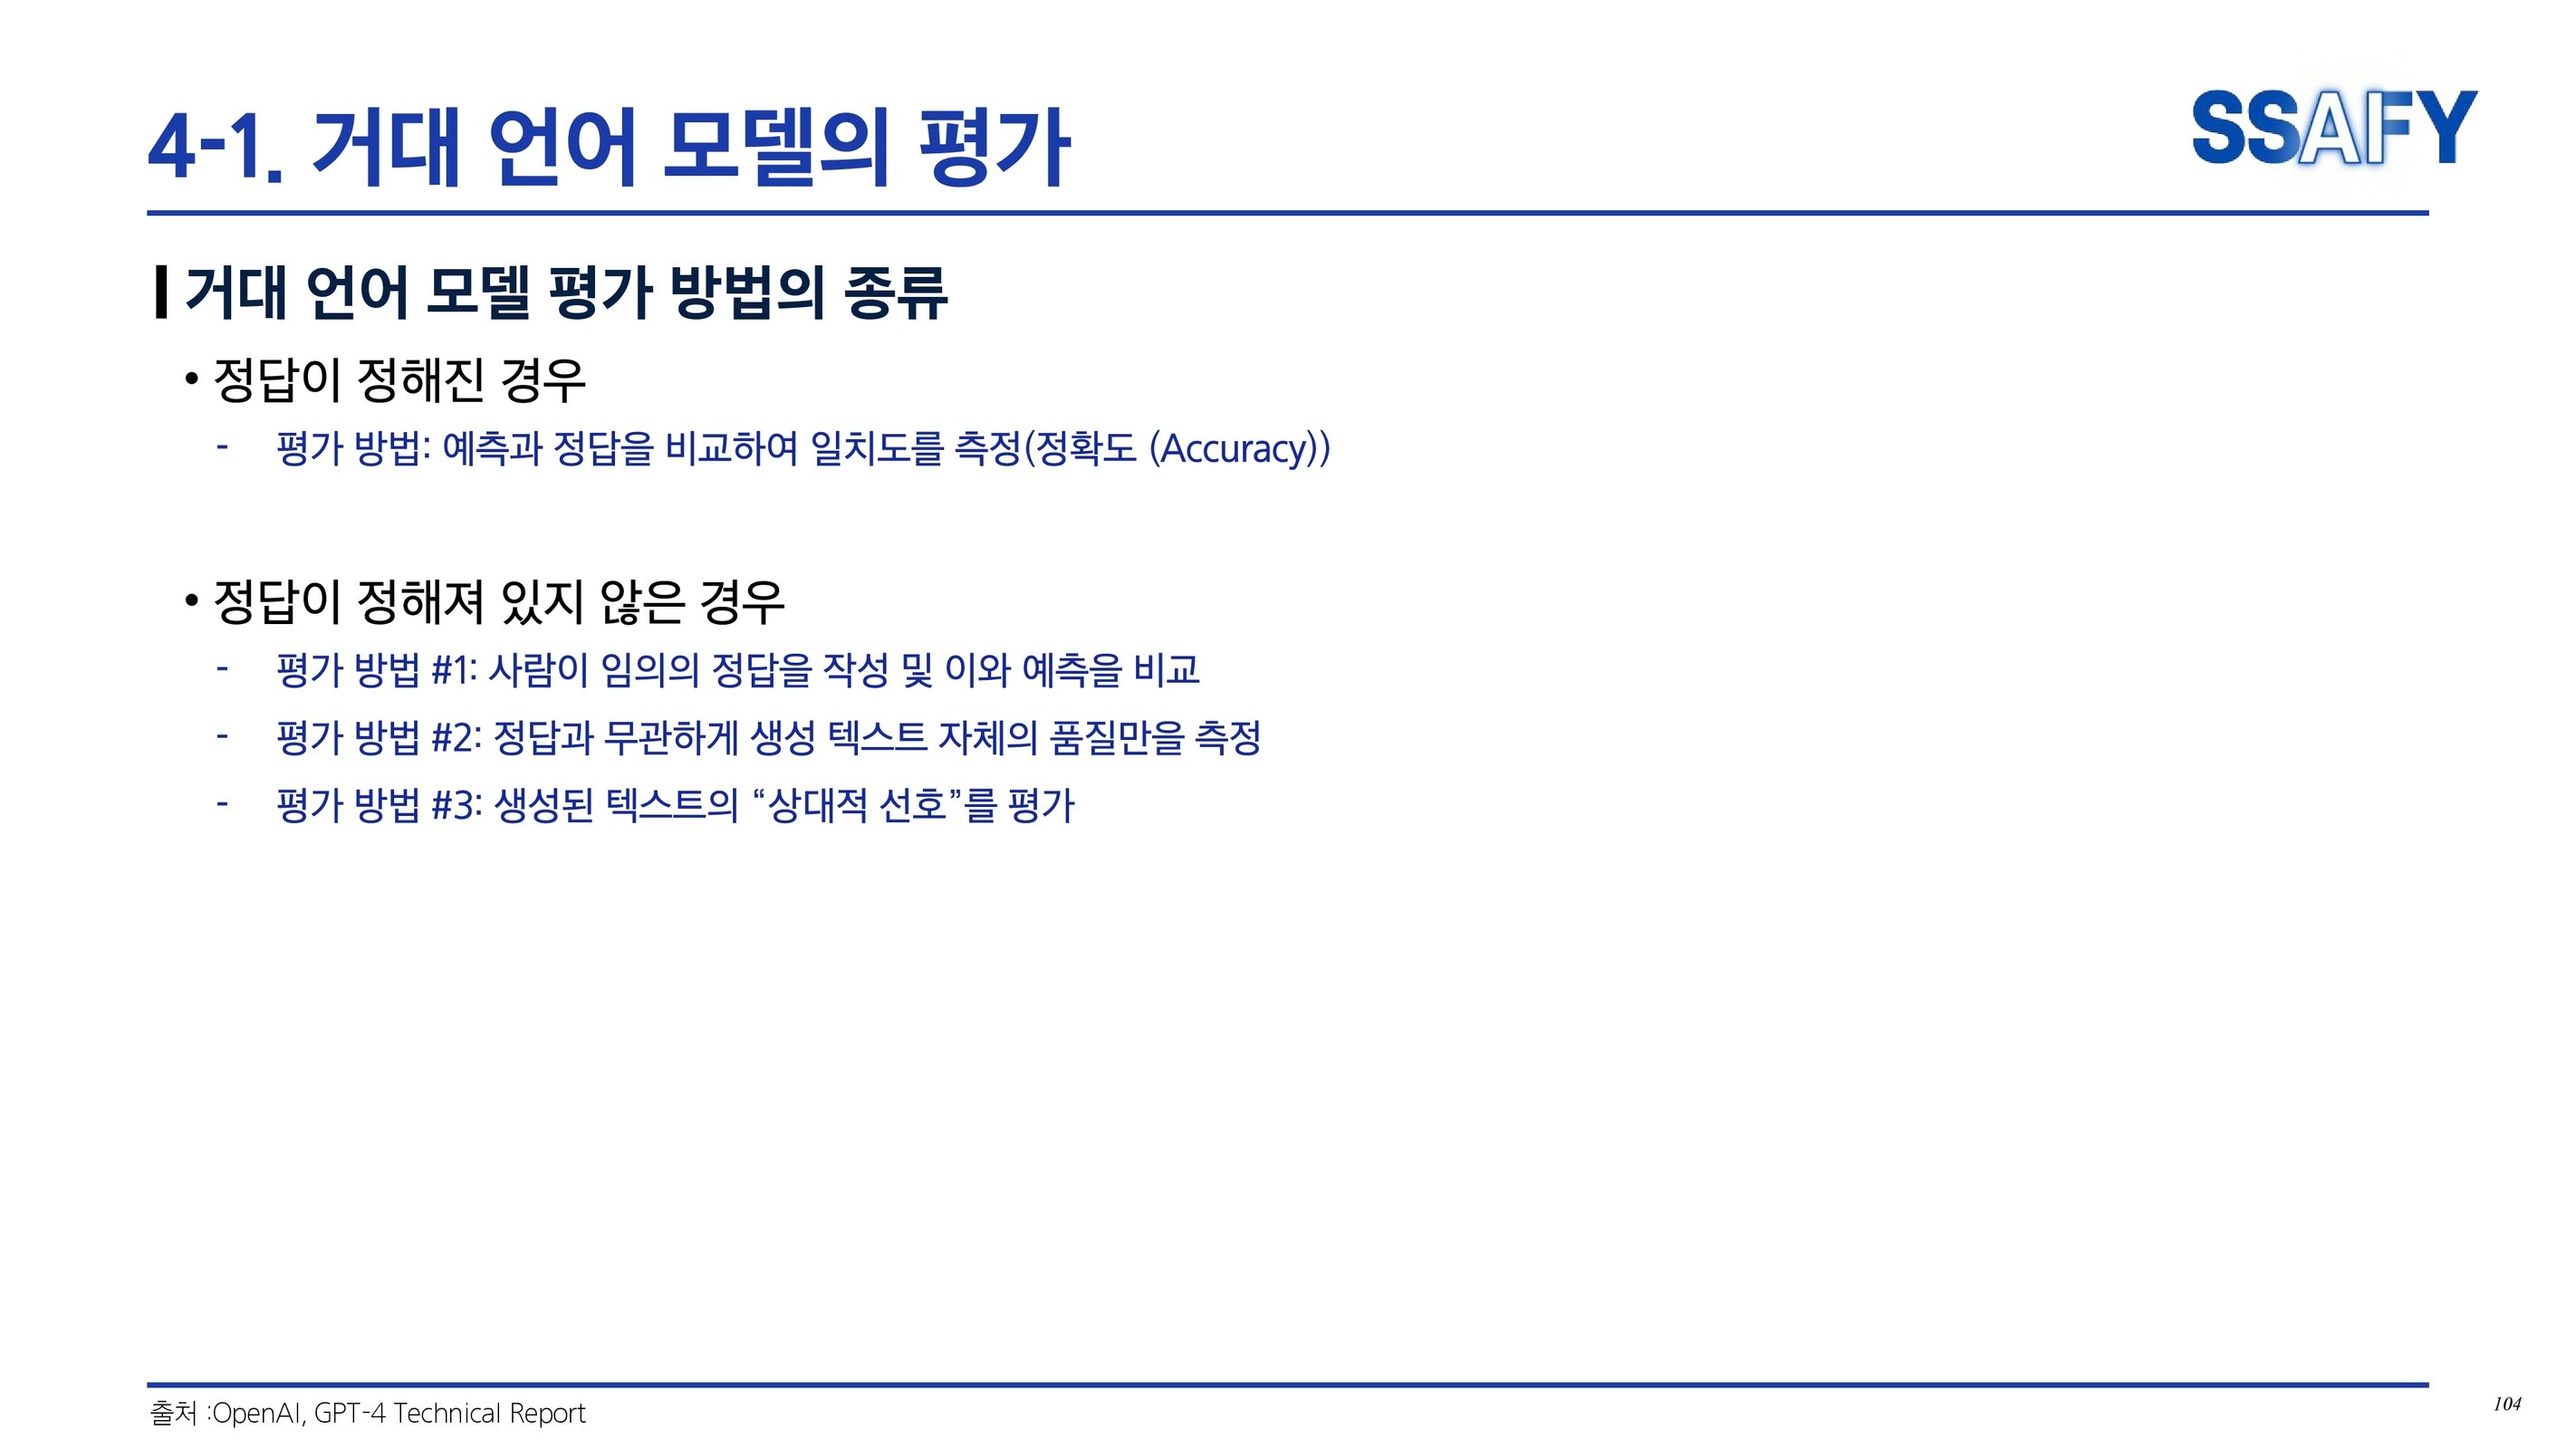 4-1. 거대 언어 모델의 평가
SSAFY
거대 언어 모델 평가 방법의 종류
• 정답이 정해진 경우
- 평가 방법: 예측과 정답을 비교하여 일치도를 측정(정확도 (Accuracy))
• 정답이 정해져 있지 않은 경우
- 평가 방법 #1: 사람이 임의의 정답을 작성 및 이와 예측을 비교
- 평가 방법 #2: 정답과 무관하게 생성 텍스트 자체의 품질만을 측정
- 평가 방법 #3: 생성된 텍스트의 “상대적 선호”를 평가
출처 :OpenAI, GPT-4 Technical Report
104